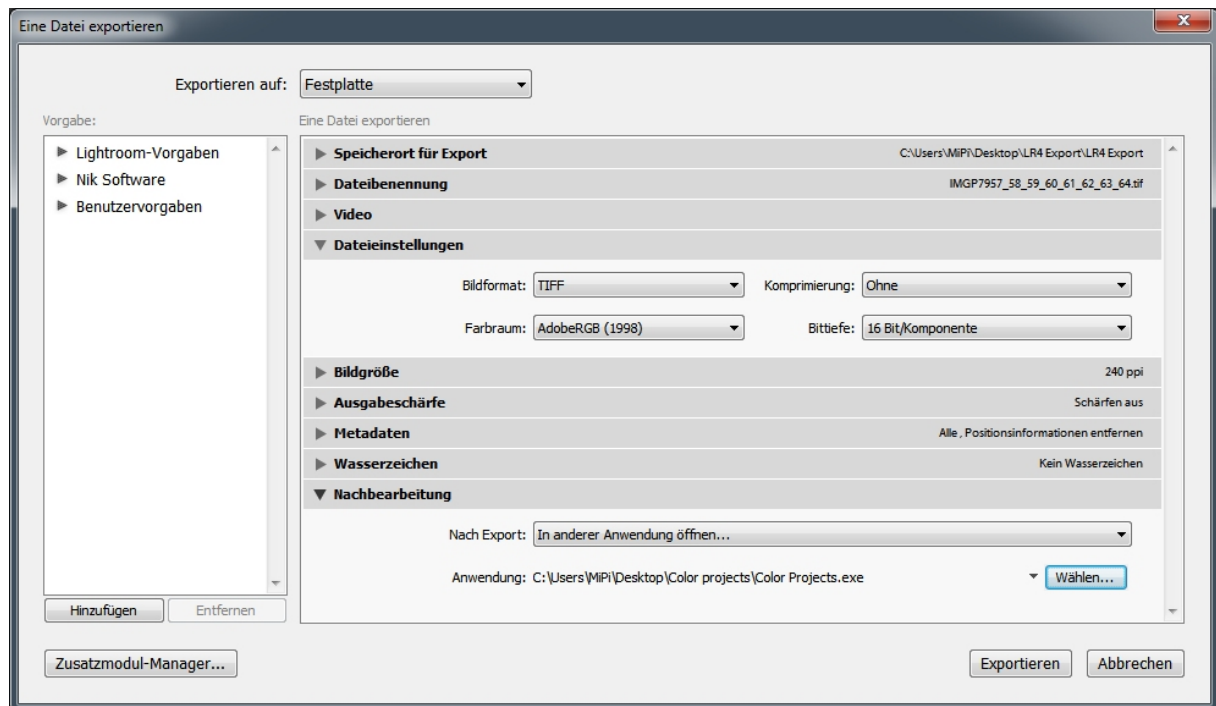 Eine Datei exportieren
Exportieren auf: Festplatte
Vorgabe:
Lightroom-Vorgaben
Nik Software
Benutzervorgaben
Hinzufügen Entfernen
Eine Datei exportieren
Speicherort für Export C:\Users\MiPi\Desktop\LR4 Export\LR4 Export
Dateibenennung IMGP7957_58_59_60_61_62_63_64.tif
Video
Dateieinstellungen
Bildformat: TIFF Komprimierung: Ohne
Farbraum: AdobeRGB (1998) Bittiefe: 16 Bit/Komponente
Bildgröße 240 ppi
Ausgabeschärfe Schärfen aus
Metadaten Alle, Positionsinformationen entfernen
Wasserzeichen Kein Wasserzeichen
Nachbearbeitung
Nach Export: In anderer Anwendung öffnen...
Anwendung: C:\Users\MiPi\Desktop\Color projects\Color Projects.exe Wählen...
Zusatzmodul-Manager... Exportieren Abbrechen